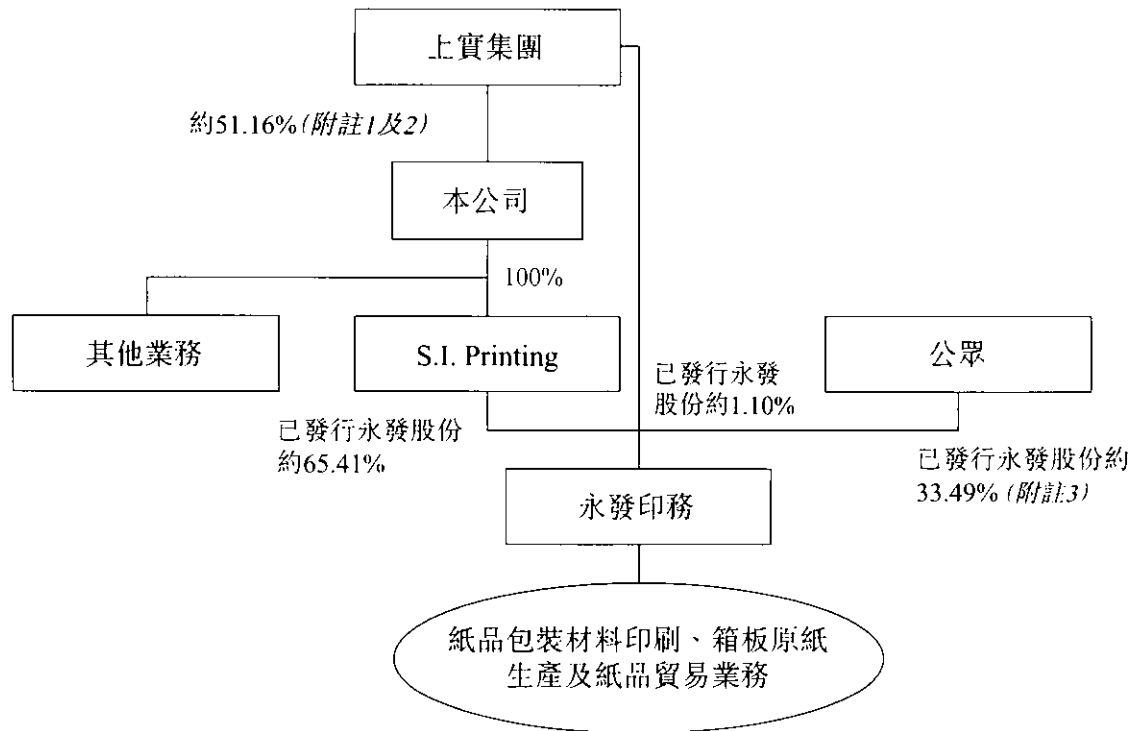 上實集團
約51.16% (附註1及2)
本公司
100%
其他業務
S.I. Printing
公眾
已發行永發
股份約1.10%
已發行永發股份
約65.41%
已發行永發股份約
33.49% (附註3)
永發印務
紙品包裝材料印刷、箱板原紙
生產及紙品貿易業務